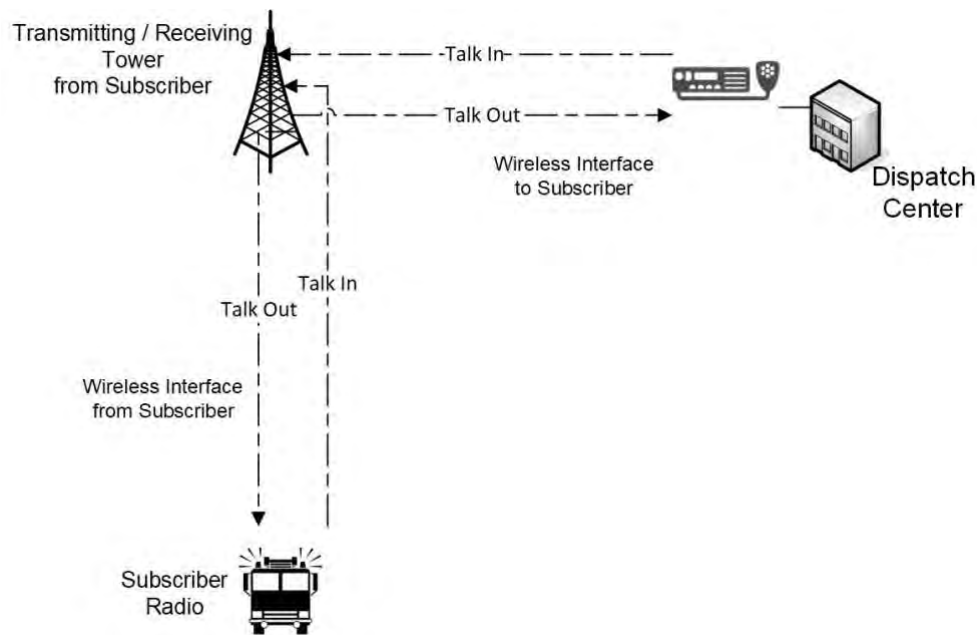 Transmitting / Receiving
Tower
from Subscriber
Talk In
Talk Out
Wireless Interface
to Subscriber
Dispatch
Center
Talk In
Talk Out
Wireless Interface
from Subscriber
Subscriber
Radio